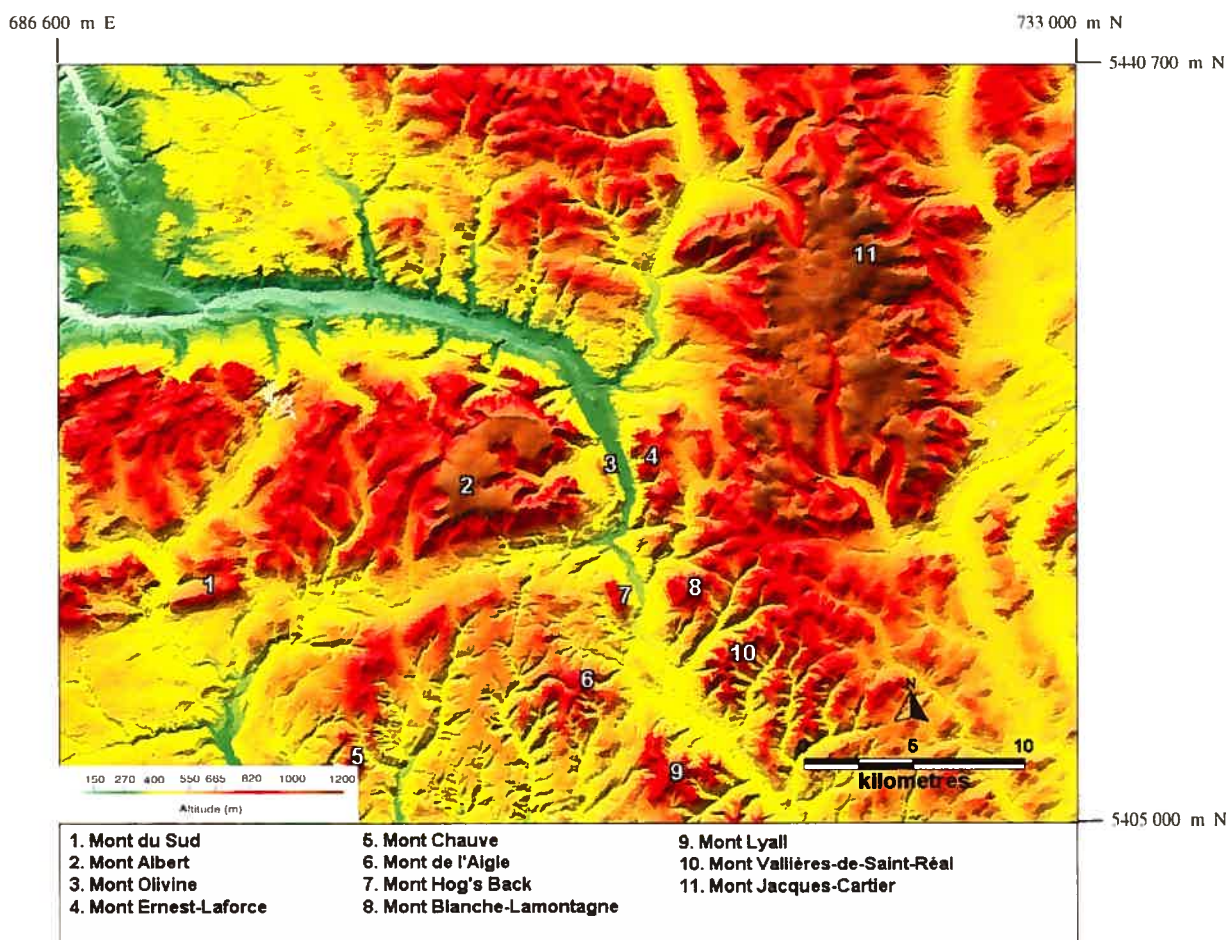 686 600 m E
733 000 m N
5440 700 m N
11
3
4
2
1
7
8
10
6
N
5
9
0 5 10
kilometres
150 270 400 550 665 820 1000 1200
Altitude (m)
5405 000 m N
1. Mont du Sud
2. Mont Albert
3. Mont Olivine
4. Mont Ernest-Laforce
5. Mont Chauve
6. Mont de l'Aigle
7. Mont Hog's Back
8. Mont Blanche-Lamontagne
9. Mont Lyall
10. Mont Vallières-de-Saint-Réal
11. Mont Jacques-Cartier